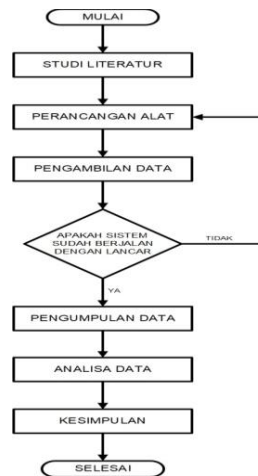 MULAI
STUDI LITERATUR
PERANCANGAN ALAT
PENGAMBILAN DATA
APAKAH SISTEM
SUDAH BERJALAN
DENGAN LANCAR
TIDAK
YA
PENGUMPULAN DATA
ANALISA DATA
KESIMPULAN
SELESAI